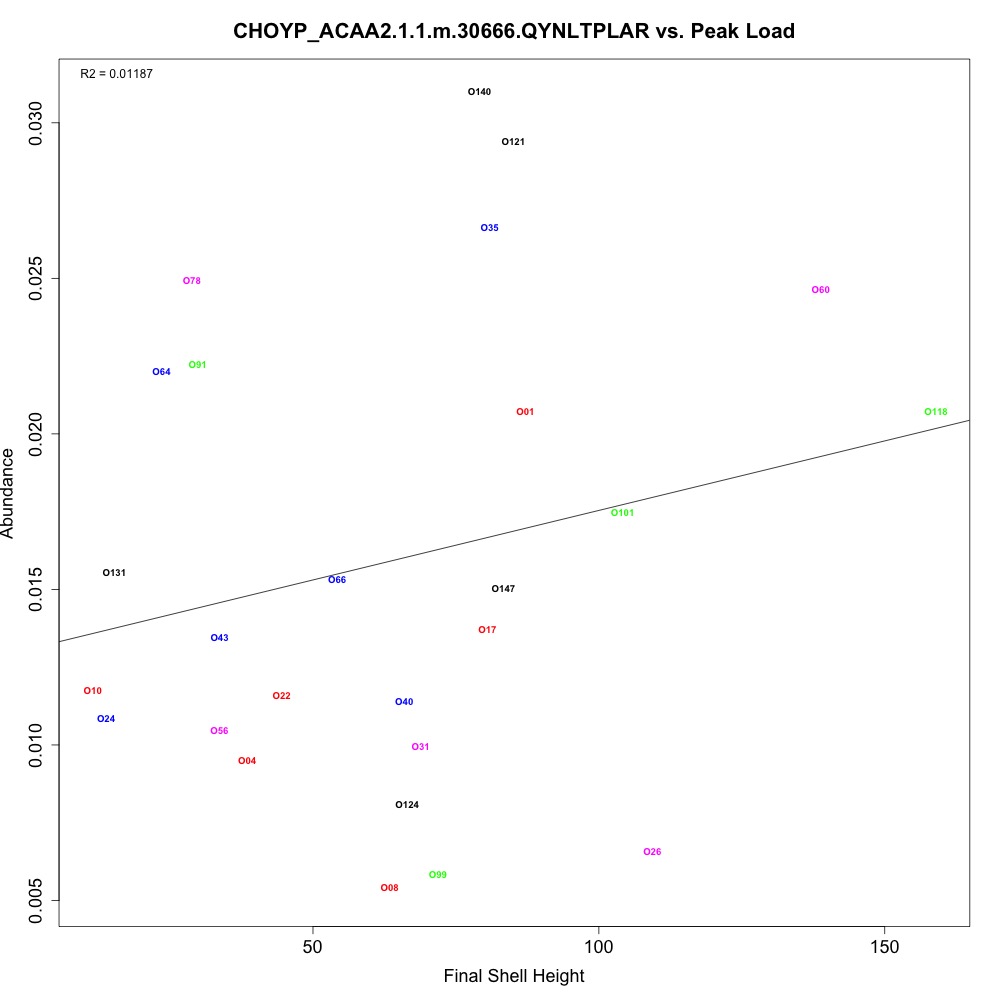 CHOYP_ACAA2.1.1.m.30666.QYNLTPLAR vs. Peak Load
R2 = 0.01187
O140
O121
O35
O78
O60
O91
O64
O01
O118
O101
O131
O66
O147
O17
O43
O10
O22
O40
O24
O56
O31
O04
O124
O26
O99
O08
0.030
0.025
0.020
0.015
0.010
0.005
Abundance
50 100 150
Final Shell Height